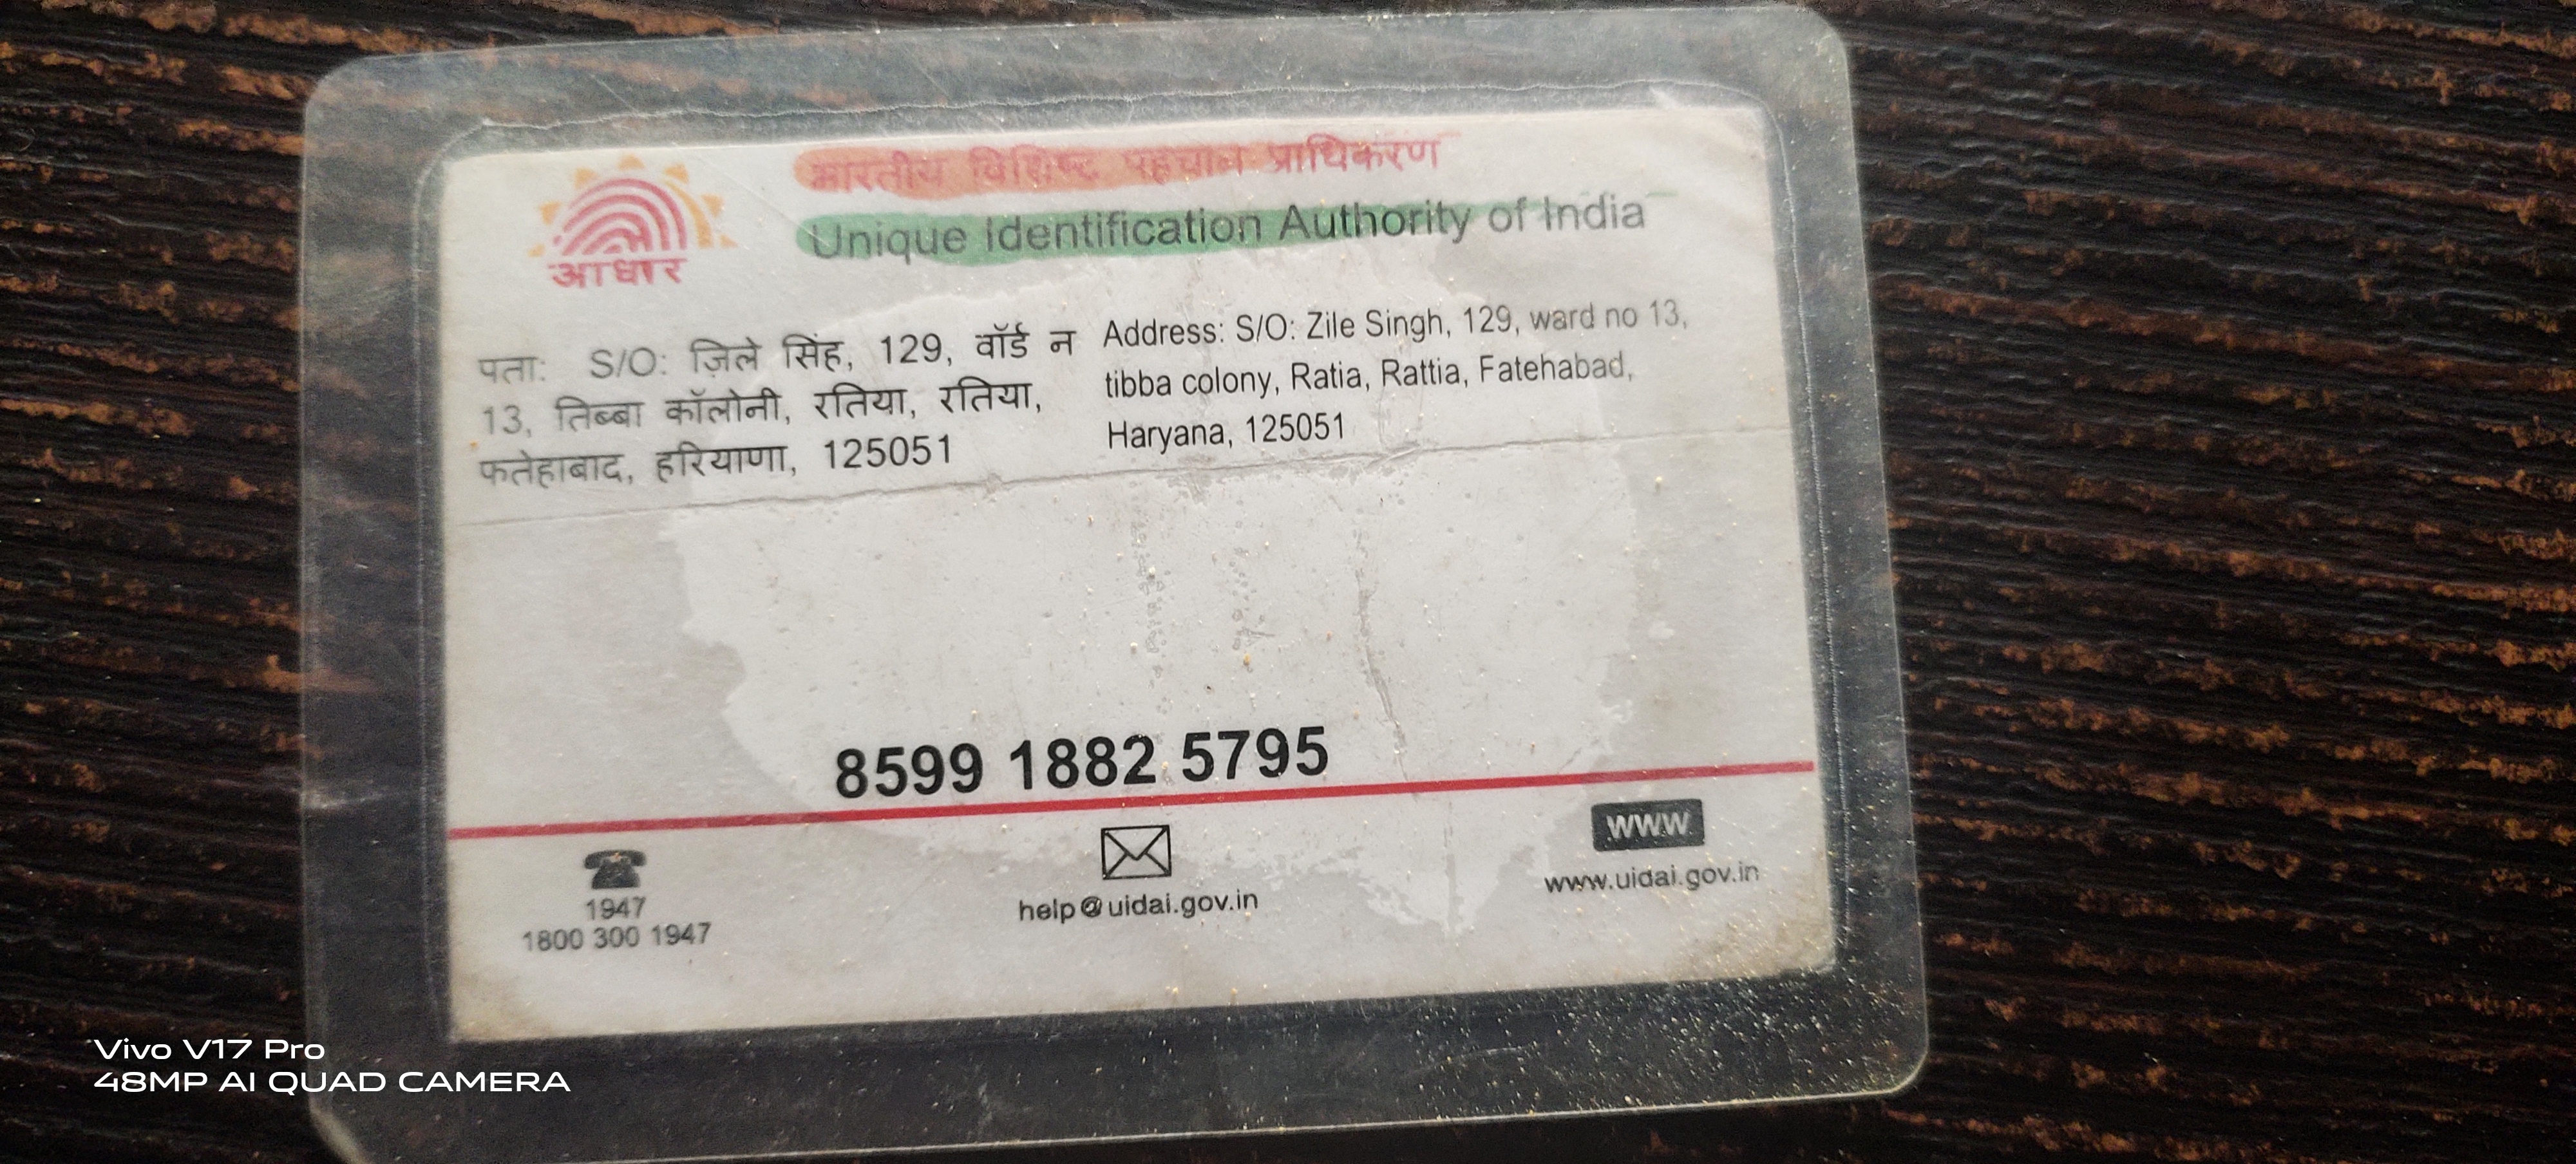 भारतीय विशिष्ट पहचान प्राधिकरण
Unique Identification Authority of India
आधार
पता: S/O: ज़िले सिंह, 129, वॉर्ड न
13, तिब्बा कॉलोनी, रतिया, रतिया,
फतेहाबाद, हरियाणा, 125051
Address: S/O: Zile Singh, 129, ward no 13,
tibba colony, Ratia, Rattia, Fatehabad,
Haryana, 125051
8599 1882 5795
1947
1800 300 1947
help@uidai.gov.in
www
www.uidai.gov.in
Vivo V17 Pro
48MP AI QUAD CAMERA